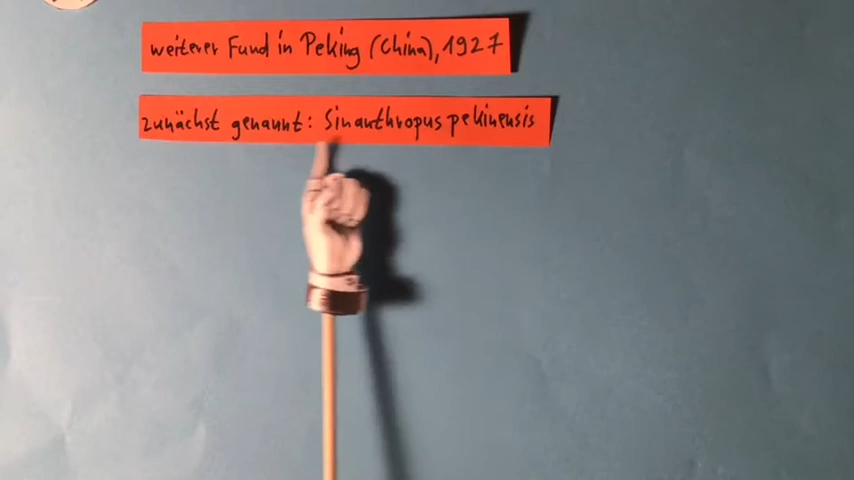 weiterer Fund in Peking (China), 1927
zunächst genannt: Sinanthropus pekinensis